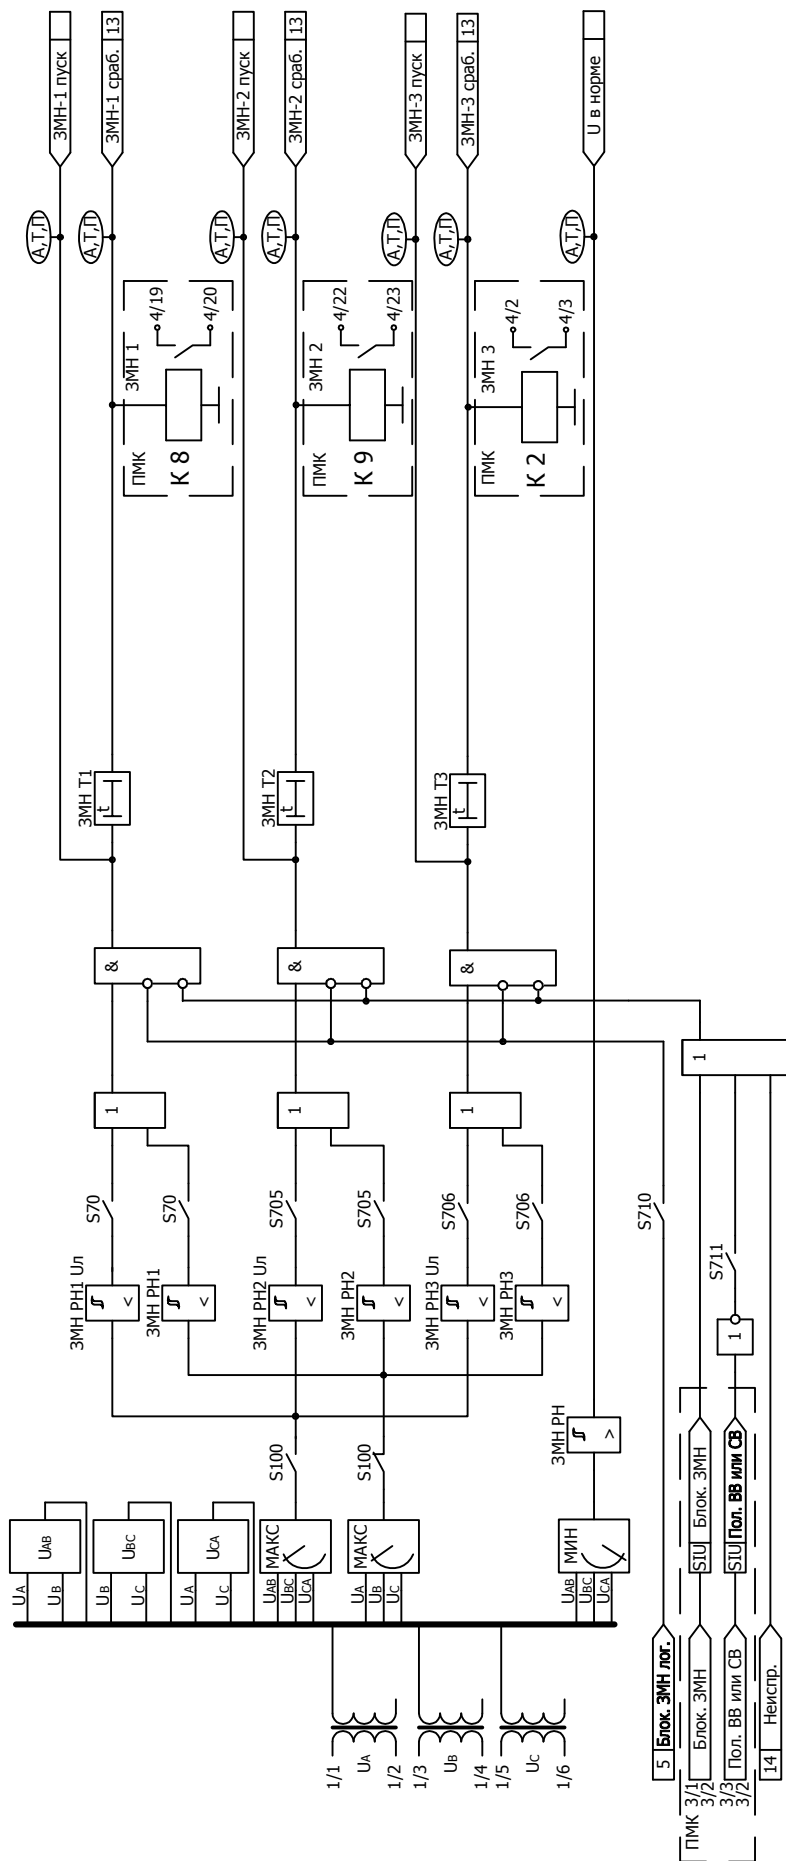 ЗМН-1 пуск
ЗМН-1 сраб. 13
ЗМН-2 пуск
ЗМН-2 сраб. 13
ЗМН-3 пуск
ЗМН-3 сраб. 13
U в норме
А,Т,П
А,Т,П
А,Т,П
А,Т,П
А,Т,П
А,Т,П
А,Т,П
ПМК ЗМН 1
К 8
4/19
4/20
ПМК ЗМН 2
К 9
4/22
4/23
ПМК ЗМН 3
К 2
4/2
4/3
ЗМН Т1
t
ЗМН Т2
t
ЗМН Т3
t
&
&
&
1
1
1
1
S70
S70
S705
S705
S706
S706
S710
S711
ЗМН РН1 Uл
<
ЗМН РН1
<
ЗМН РН2 Uл
<
ЗМН РН2
<
ЗМН РН3 Uл
<
ЗМН РН3
<
1
S100
S100
ЗМН РН
>
UA
UB
UAB
UB
UC
UBC
UA
UC
UCA
UAB
UBC
UCA
МАКС
UA
UB
UC
МАКС
UAB
UBC
UCA
МИН
1/1
UA
1/2
1/3
UB
1/4
1/5
UC
1/6
5 Блок. ЗМН лог.
ПМК
3/1
3/2
Блок. ЗМН
SIU Блок. ЗМН
3/3
3/2
Пол. ВВ или СВ
SIU Пол. ВВ или СВ
14 Неиспр.